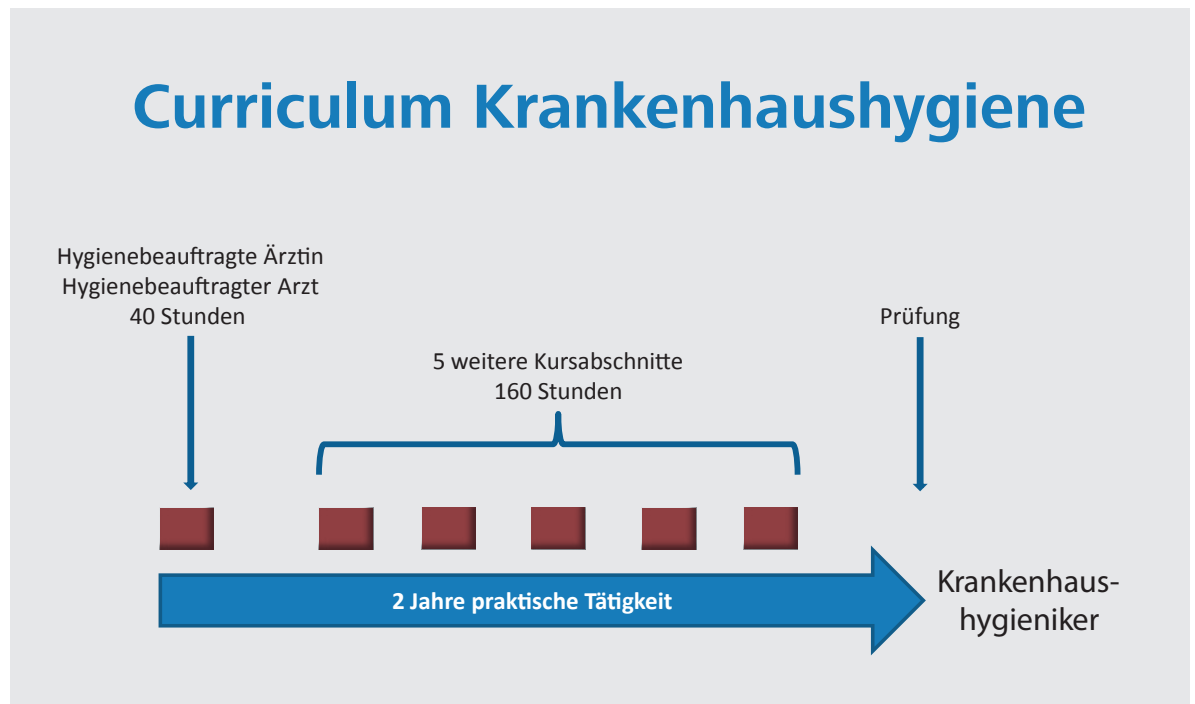 Curriculum Krankenhaushygiene
Hygienebeauftragte Ärztin
Hygienebeauftragter Arzt
40 Stunden
5 weitere Kursabschnitte
160 Stunden
Prüfung
2 Jahre praktische Tätigkeit
Krankenhaus-
hygieniker